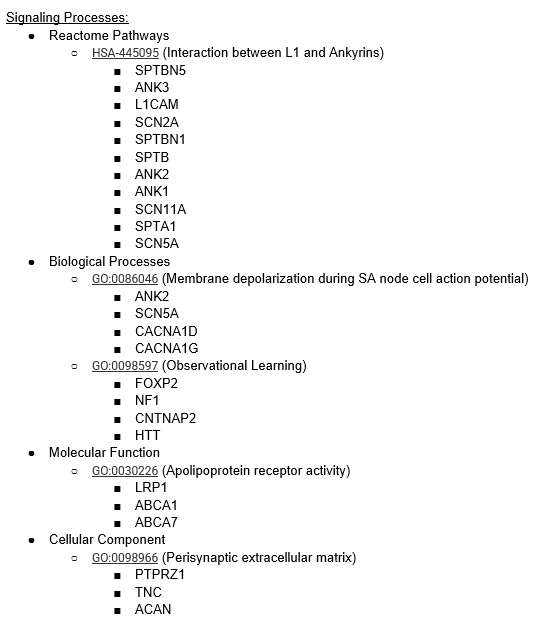 Signaling Processes:
● Reactome Pathways
○ HSA-445095 (Interaction between L1 and Ankyrins)
■ SPTBN5
■ ANK3
■ L1CAM
■ SCN2A
■ SPTBN1
■ SPTB
■ ANK2
■ ANK1
■ SCN11A
■ SPTA1
■ SCN5A
● Biological Processes
○ GO:0086046 (Membrane depolarization during SA node cell action potential)
■ ANK2
■ SCN5A
■ CACNA1D
■ CACNA1G
○ GO:0098597 (Observational Learning)
■ FOXP2
■ NF1
■ CNTNAP2
■ HTT
● Molecular Function
○ GO:0030226 (Apolipoprotein receptor activity)
■ LRP1
■ ABCA1
■ ABCA7
● Cellular Component
○ GO:0098966 (Perisynaptic extracellular matrix)
■ PTPRZ1
■ TNC
■ ACAN